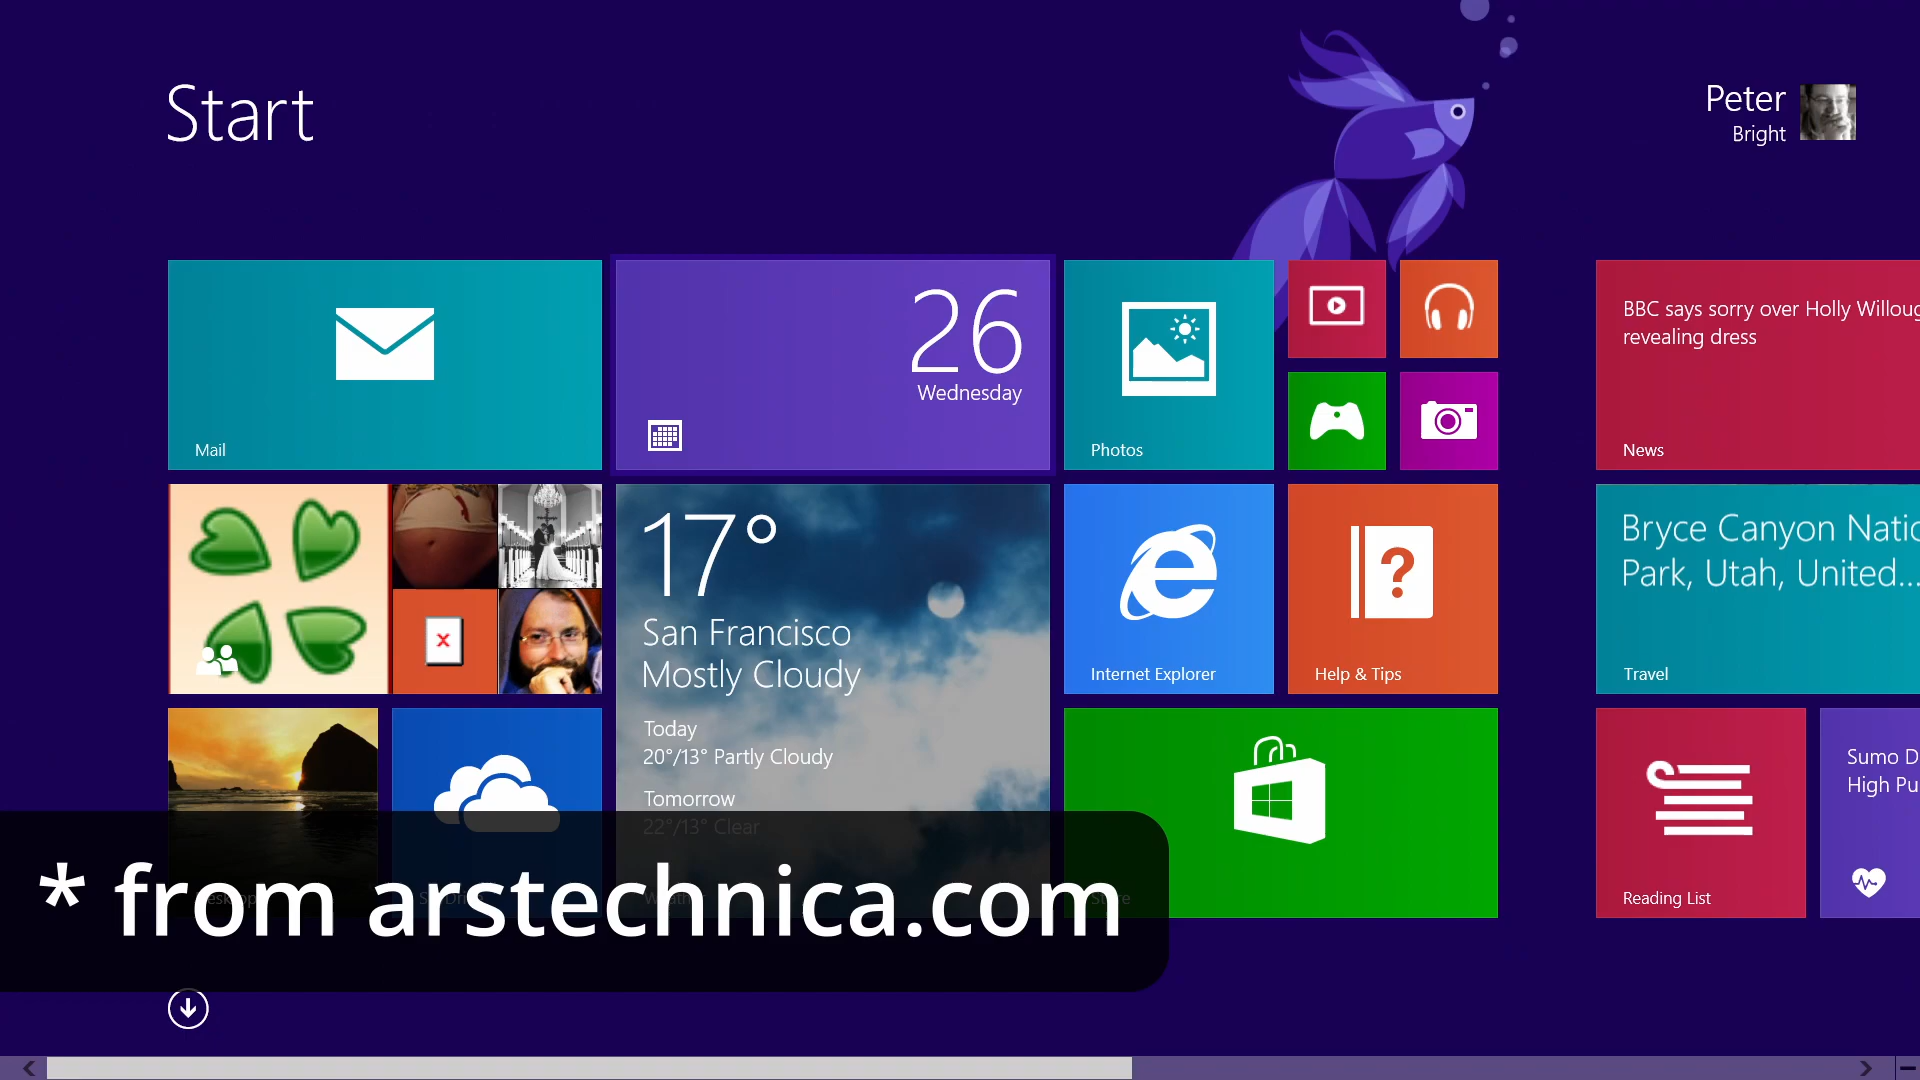 Start
Peter
Bright
Mail
26
Wednesday
Photos
BBC says sorry over Holly Willoug
revealing dress
News
17°
San Francisco
Mostly Cloudy
Today
20°/13° Partly Cloudy
Tomorrow
22°/13° Clear
Internet Explorer
Help & Tips
Bryce Canyon Natio
Park, Utah, United...
Travel
Reading List
Sumo D
High Pu
* from arstechnica.com